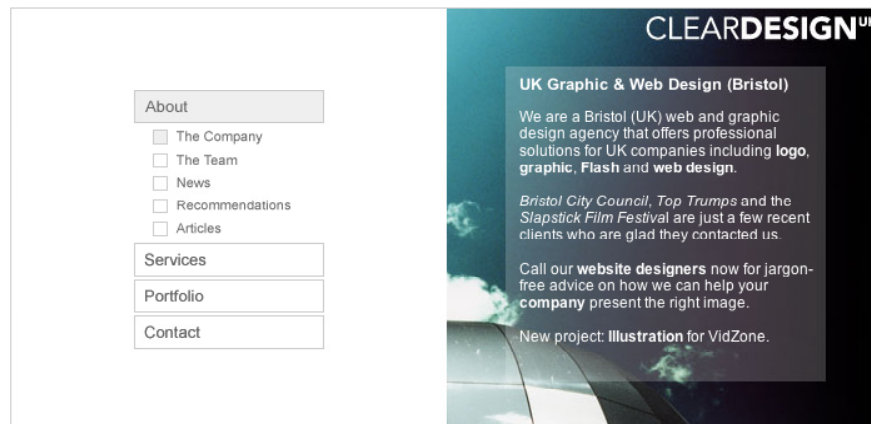 CLEARDESIGNUK
About
The Company
The Team
News
Recommendations
Articles
Services
Portfolio
Contact
UK Graphic & Web Design (Bristol)
We are a Bristol (UK) web and graphic
design agency that offers professional
solutions for UK companies including logo,
graphic, Flash and web design.
Bristol City Council, Top Trumps and the
Slapstick Film Festival are just a few recent
clients who are glad they contacted us.
Call our website designers now for jargon-
free advice on how we can help your
company present the right image.
New project: Illustration for VidZone.